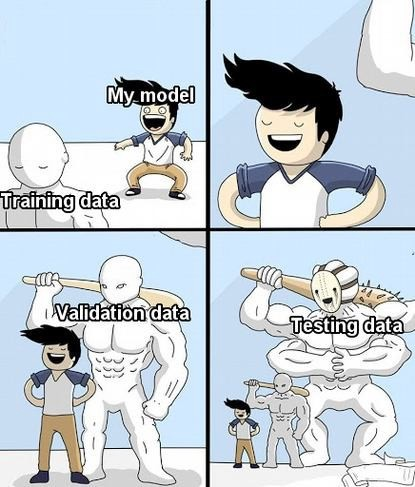 My model
Training data
Validation data
Testing data